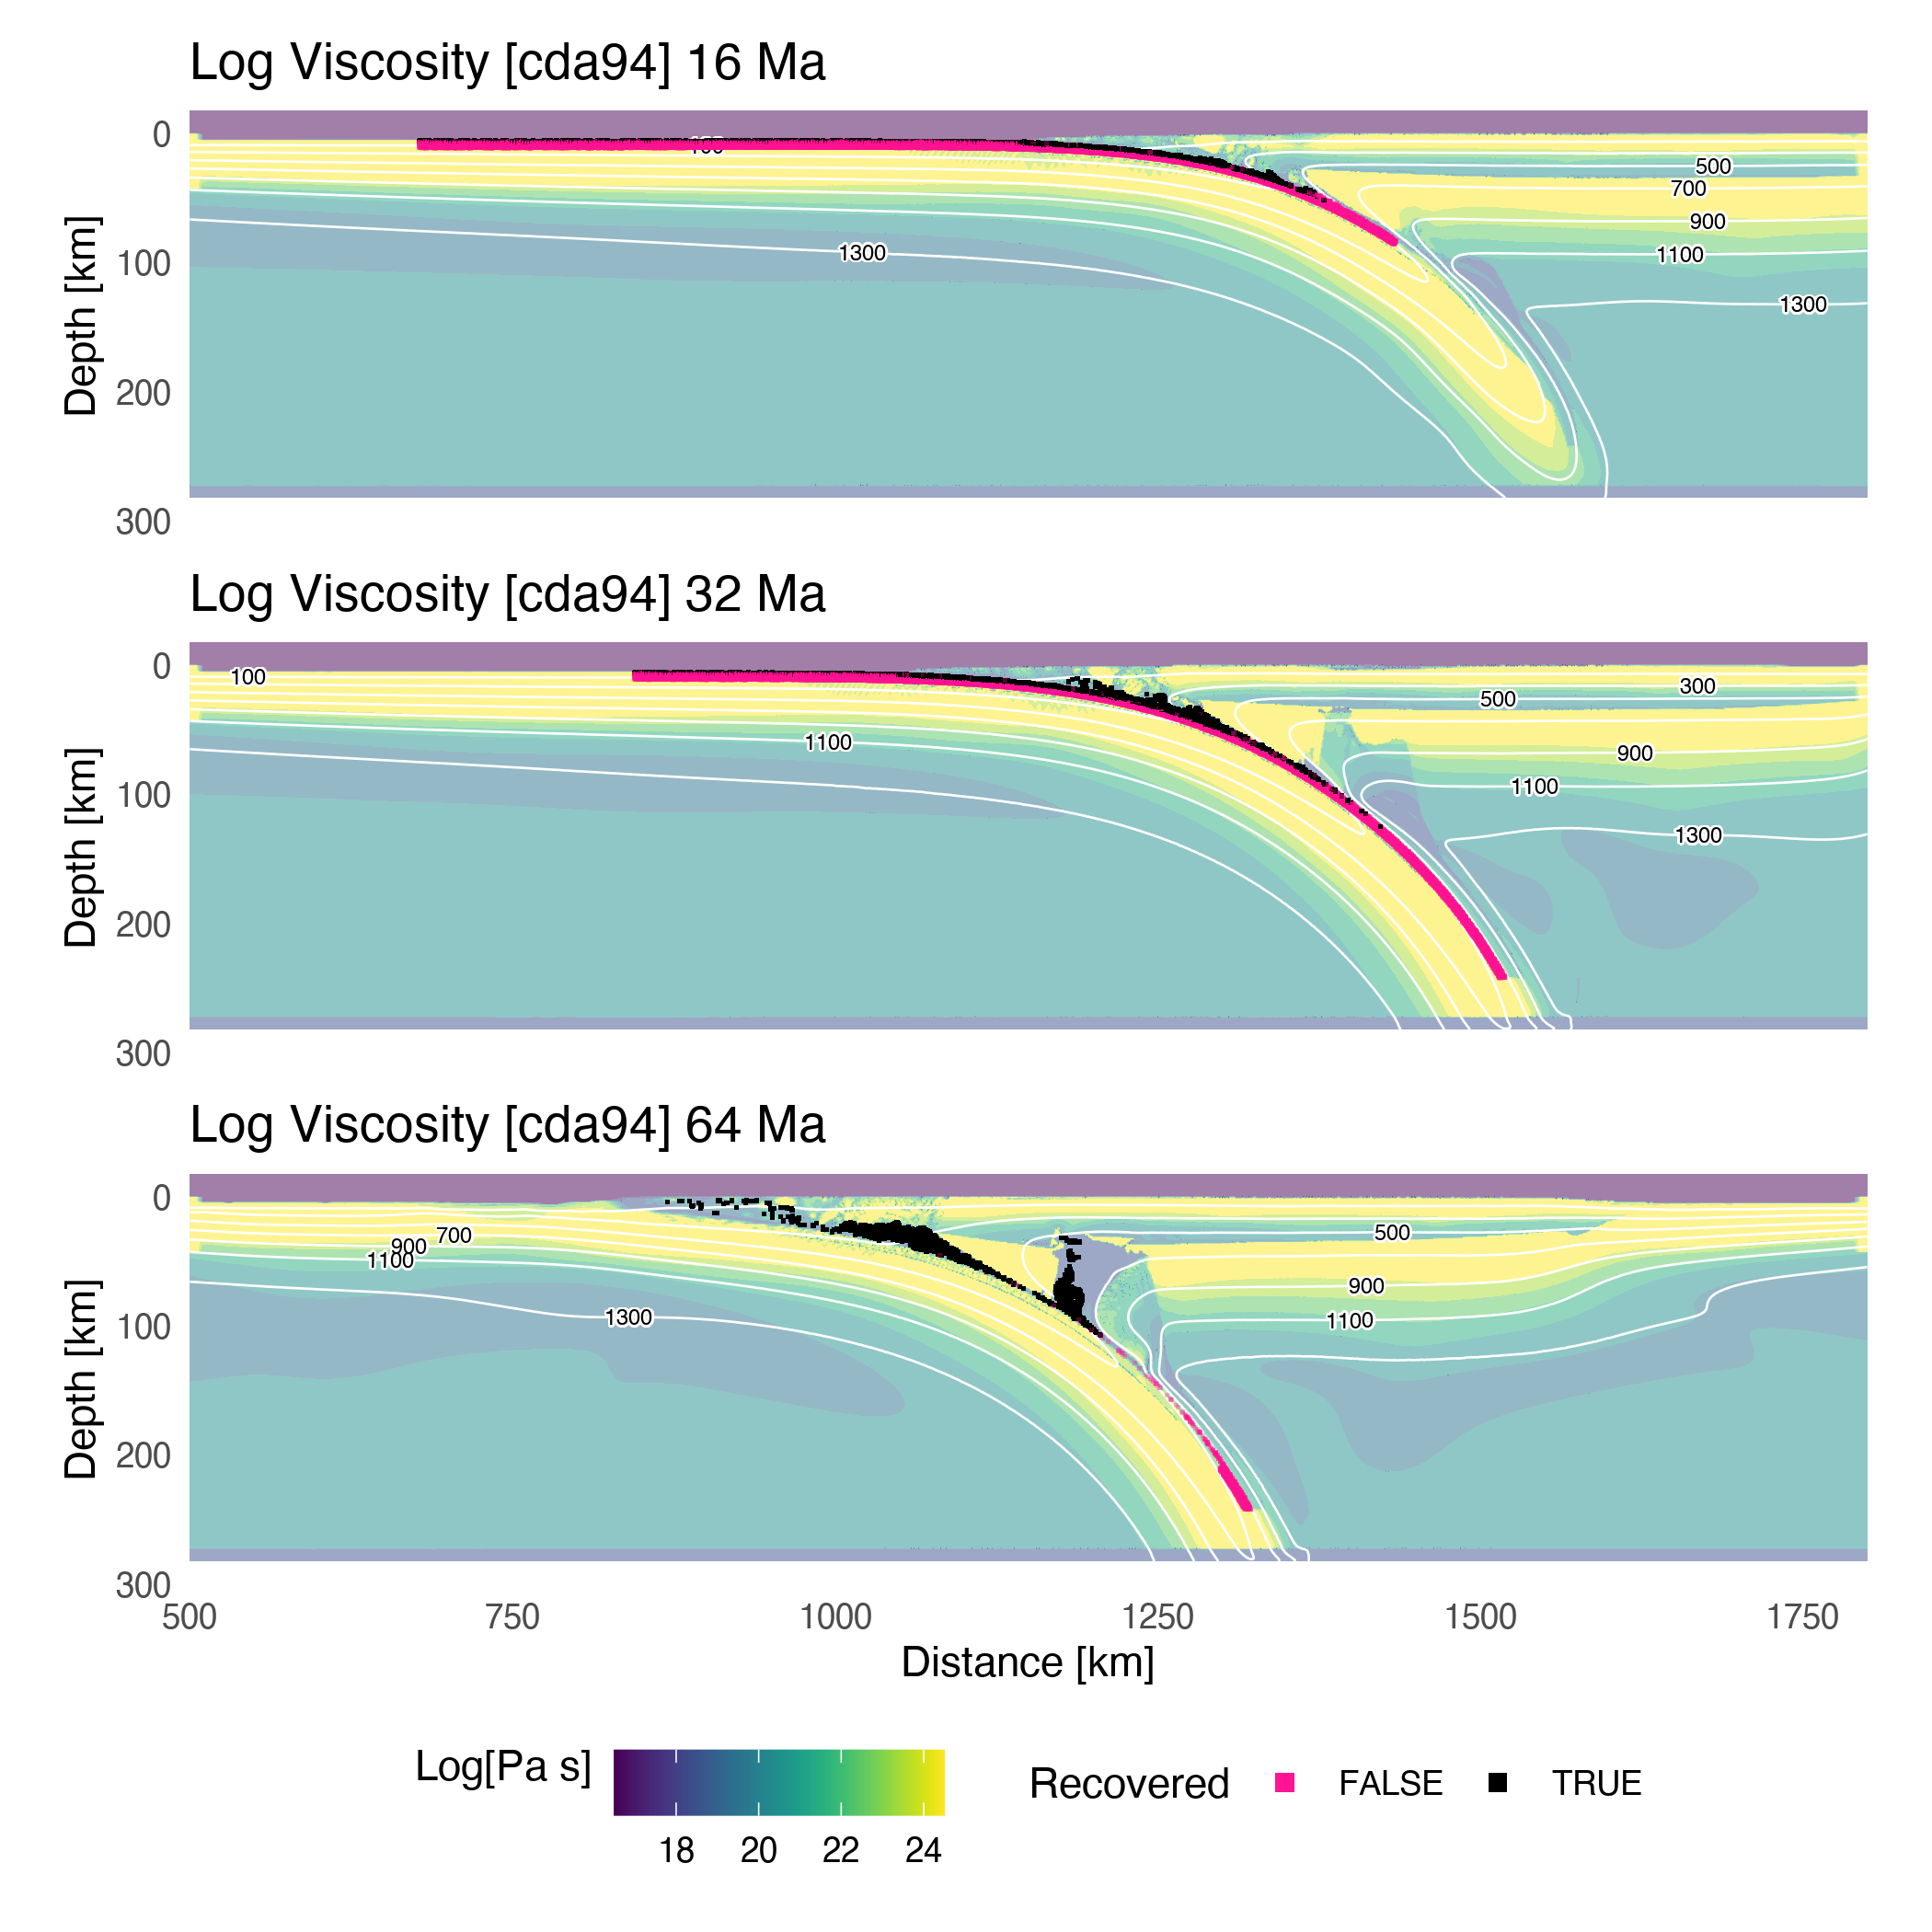 Log Viscosity [cda94] 16 Ma
0
100
200
300
Depth [km]
500
700
900
1100
1300
1300
Log Viscosity [cda94] 32 Ma
0
100
200
300
Depth [km]
100
300
500
1100
900
1100
1300
Log Viscosity [cda94] 64 Ma
0
100
200
300
Depth [km]
700
900
1100
1300
500
900
1100
500 750 1000 1250 1500 1750
Distance [km]
Log[Pa s]
18 20 22 24
Recovered FALSE TRUE